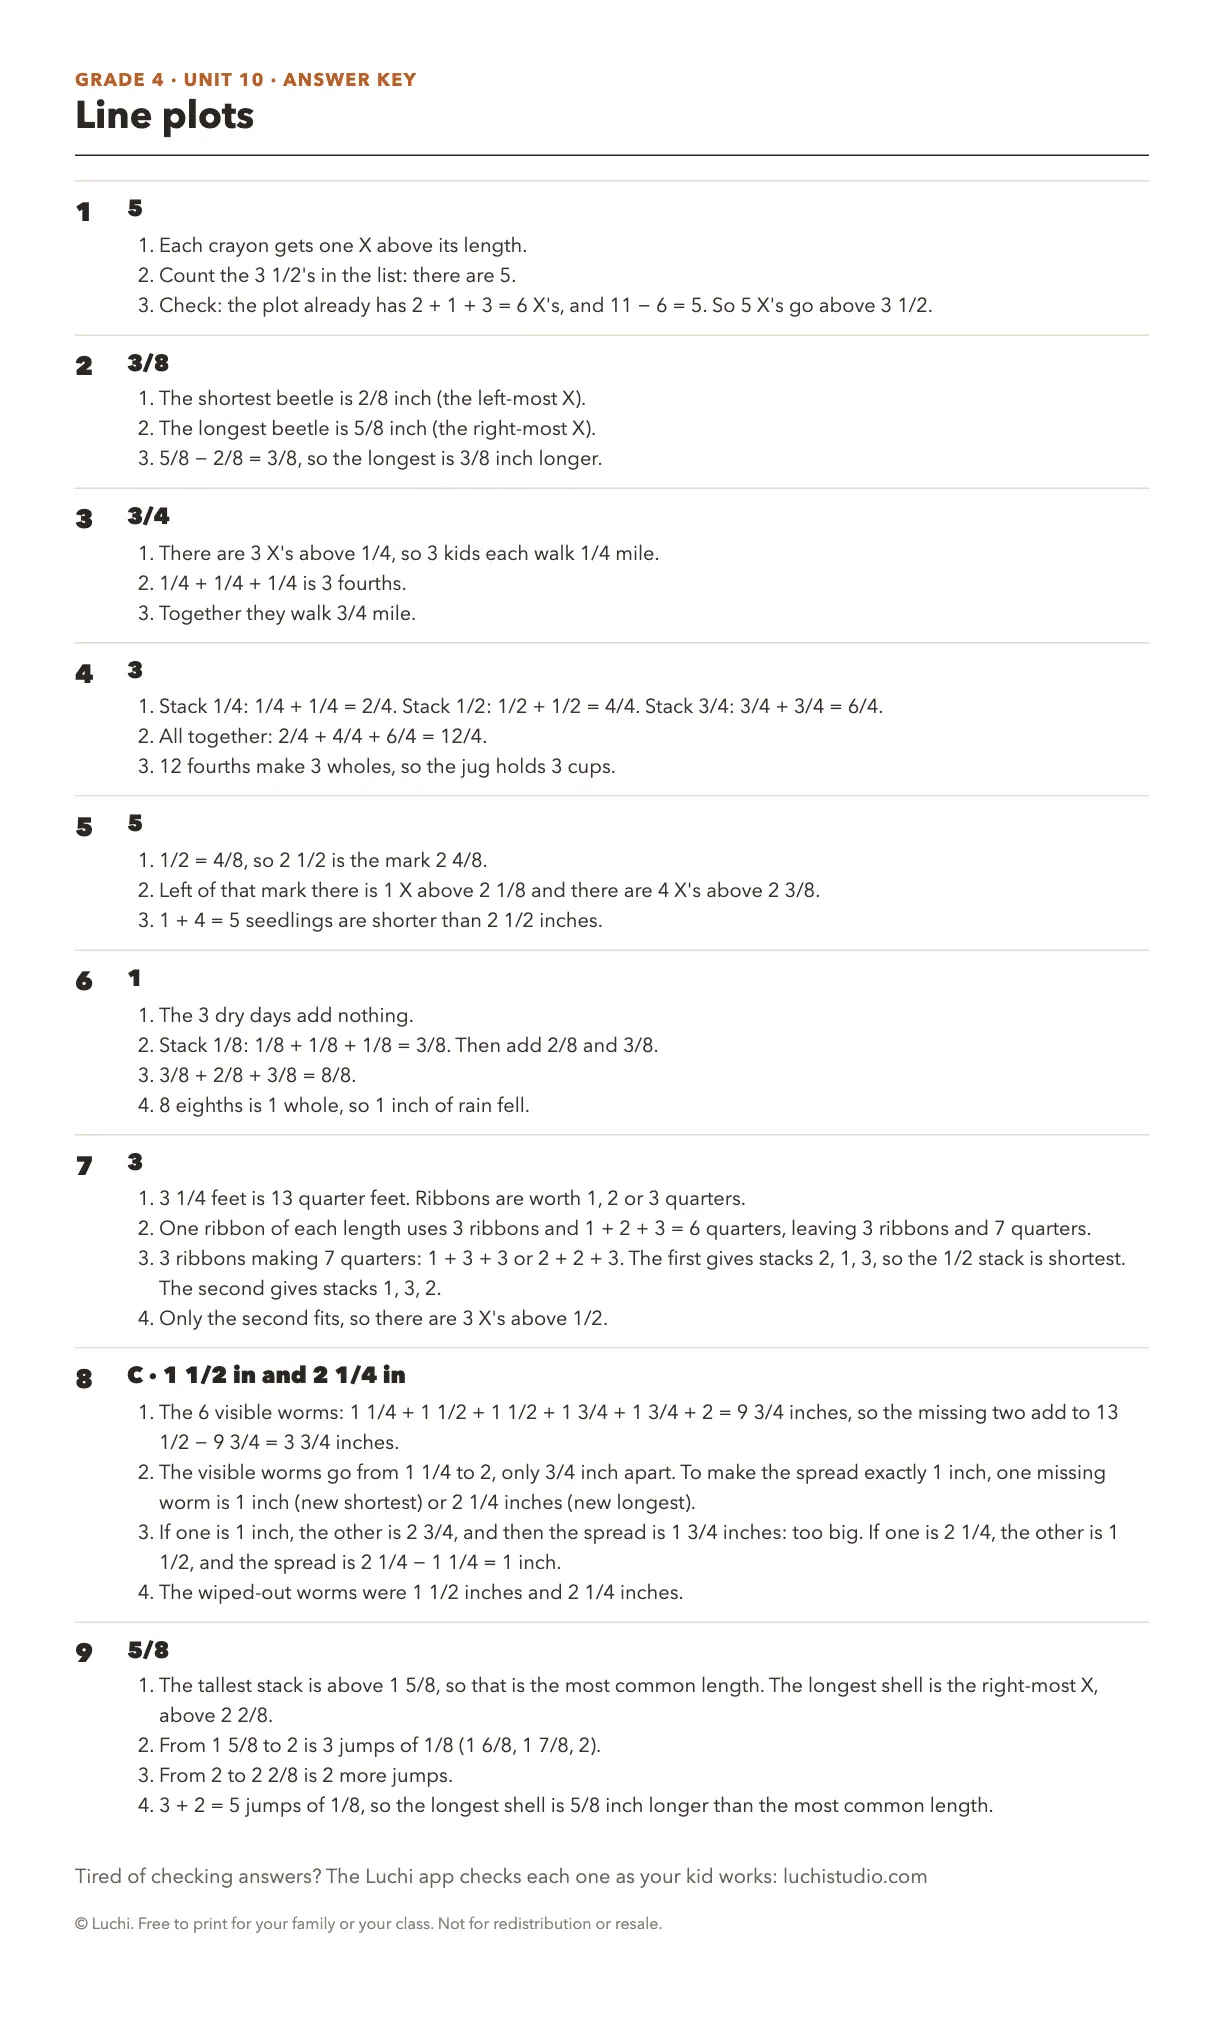 GRADE 4 · UNIT 10 · ANSWER KEY
Line plots
1 5
1. Each crayon gets one X above its length.
2. Count the 3 1/2's in the list: there are 5.
3. Check: the plot already has 2 + 1 + 3 = 6 X's, and 11 − 6 = 5. So 5 X's go above 3 1/2.
2 3/8
1. The shortest beetle is 2/8 inch (the left-most X).
2. The longest beetle is 5/8 inch (the right-most X).
3. 5/8 − 2/8 = 3/8, so the longest is 3/8 inch longer.
3 3/4
1. There are 3 X's above 1/4, so 3 kids each walk 1/4 mile.
2. 1/4 + 1/4 + 1/4 is 3 fourths.
3. Together they walk 3/4 mile.
4 3
1. Stack 1/4: 1/4 + 1/4 = 2/4. Stack 1/2: 1/2 + 1/2 = 4/4. Stack 3/4: 3/4 + 3/4 = 6/4.
2. All together: 2/4 + 4/4 + 6/4 = 12/4.
3. 12 fourths make 3 wholes, so the jug holds 3 cups.
5 5
1. 1/2 = 4/8, so 2 1/2 is the mark 2 4/8.
2. Left of that mark there is 1 X above 2 1/8 and there are 4 X's above 2 3/8.
3. 1 + 4 = 5 seedlings are shorter than 2 1/2 inches.
6 1
1. The 3 dry days add nothing.
2. Stack 1/8: 1/8 + 1/8 + 1/8 = 3/8. Then add 2/8 and 3/8.
3. 3/8 + 2/8 + 3/8 = 8/8.
4. 8 eighths is 1 whole, so 1 inch of rain fell.
7 3
1. 3 1/4 feet is 13 quarter feet. Ribbons are worth 1, 2 or 3 quarters.
2. One ribbon of each length uses 3 ribbons and 1 + 2 + 3 = 6 quarters, leaving 3 ribbons and 7 quarters.
3. 3 ribbons making 7 quarters: 1 + 3 + 3 or 2 + 2 + 3. The first gives stacks 2, 1, 3, so the 1/2 stack is shortest.
The second gives stacks 1, 3, 2.
4. Only the second fits, so there are 3 X's above 1/2.
8 C · 1 1/2 in and 2 1/4 in
1. The 6 visible worms: 1 1/4 + 1 1/2 + 1 1/2 + 1 3/4 + 1 3/4 + 2 = 9 3/4 inches, so the missing two add to 13
1/2 − 9 3/4 = 3 3/4 inches.
2. The visible worms go from 1 1/4 to 2, only 3/4 inch apart. To make the spread exactly 1 inch, one missing
worm is 1 inch (new shortest) or 2 1/4 inches (new longest).
3. If one is 1 inch, the other is 2 3/4, and then the spread is 1 3/4 inches: too big. If one is 2 1/4, the other is 1
1/2, and the spread is 2 1/4 − 1 1/4 = 1 inch.
4. The wiped-out worms were 1 1/2 inches and 2 1/4 inches.
9 5/8
1. The tallest stack is above 1 5/8, so that is the most common length. The longest shell is the right-most X,
above 2 2/8.
2. From 1 5/8 to 2 is 3 jumps of 1/8 (1 6/8, 1 7/8, 2).
3. From 2 to 2 2/8 is 2 more jumps.
4. 3 + 2 = 5 jumps of 1/8, so the longest shell is 5/8 inch longer than the most common length.
Tired of checking answers? The Luchi app checks each one as your kid works: luchistudio.com
© Luchi. Free to print for your family or your class. Not for redistribution or resale.